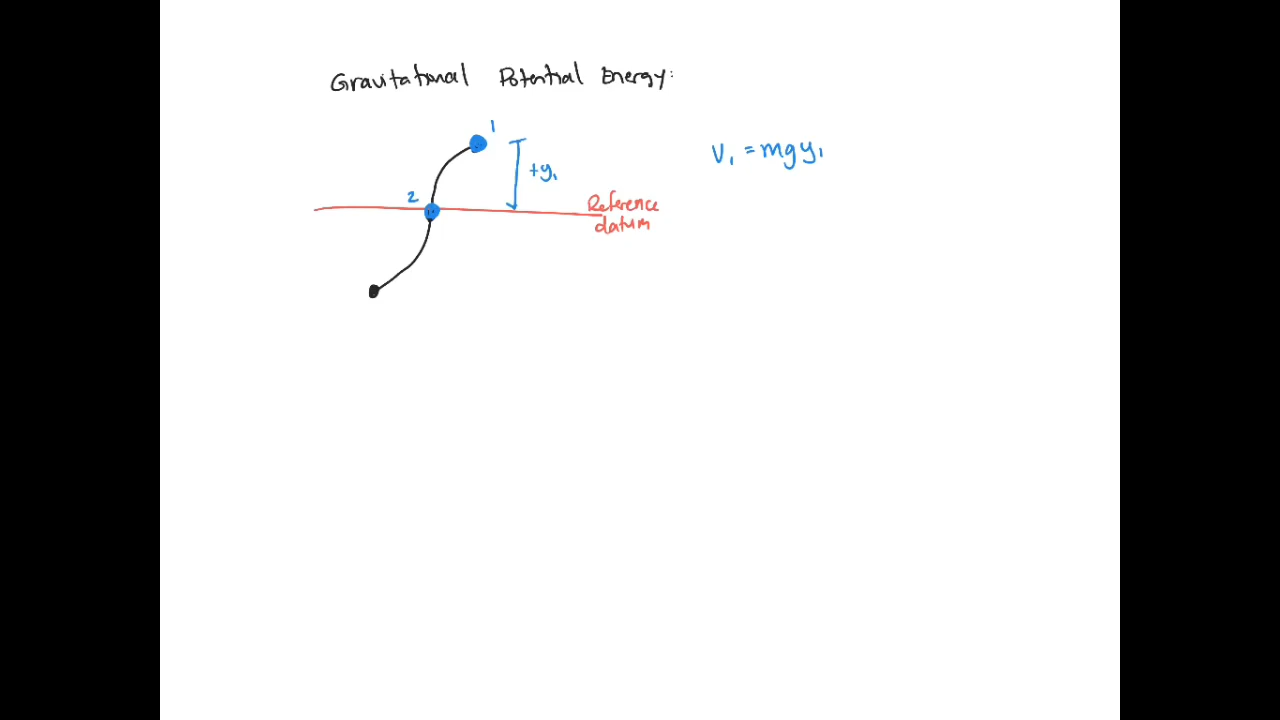 Gravitational Potential Energy:
1
V₁ = mgy₁
+y₁
2
Reference
datum